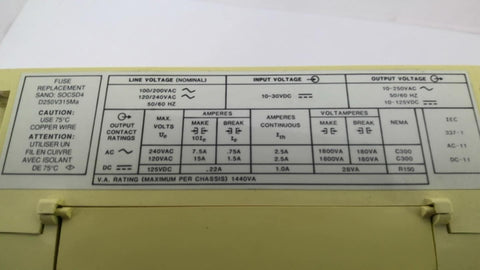 FUSE
REPLACEMENT
SAND: SOCSD4
D250V315Ma
CAUTION:
USE 75°C
COPPER WIRE
ATTENTION:
UTILISER UN
FIL EN CUIVRE
AVEC ISOLANT
DE 75°C
LINE VOLTAGE (NOMINAL) INPUT VOLTAGE OUTPUT VOLTAGE
100/200VAC
120/240VAC
50/60 HZ
10-30VDC
10-250VAC
50/60 HZ
10-125VDC
OUTPUT
CONTACT
RATINGS
MAX.
VOLTS
Ue
AMPERES
MAKE BREAK
10Ie Ie
AMPERES
CONTINUOUS
Ith
VOLTAMPERES
MAKE BREAK
NEMA
IEC
337-1
AC-11
DC-11
AC 240VAC 7.5A .75A 2.5A 1800VA 180VA C300
120VAC 15A 1.5A 2.5A 1800VA 180VA C300
DC 125VDC .22A 1.0A 28VA R150
V.A. RATING (MAXIMUM PER CHASSIS) 1440VA